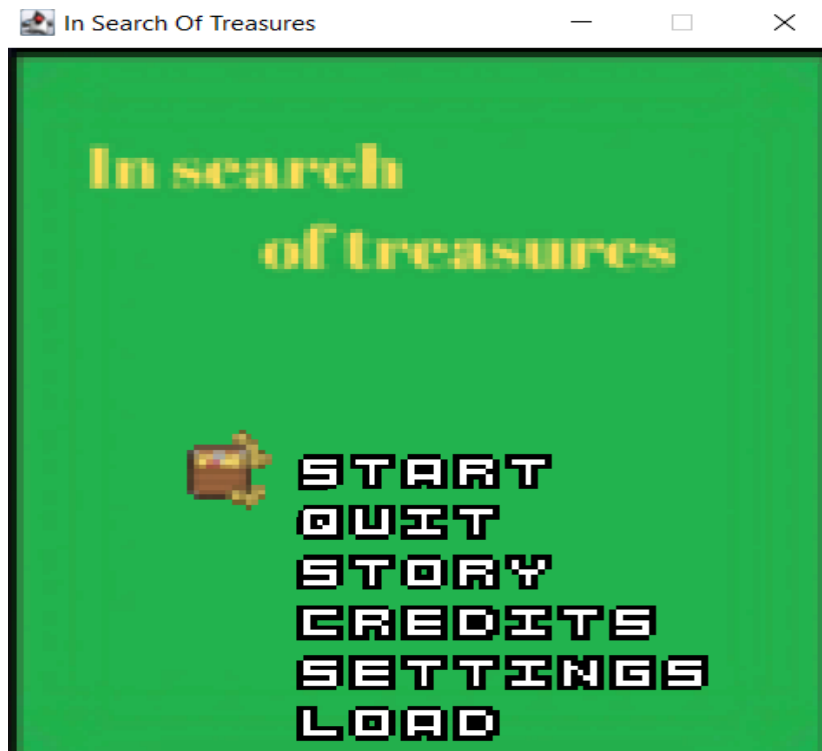 In Search Of Treasures
In search
of treasures
START
QUIT
STORY
CREDITS
SETTINGS
LOAD